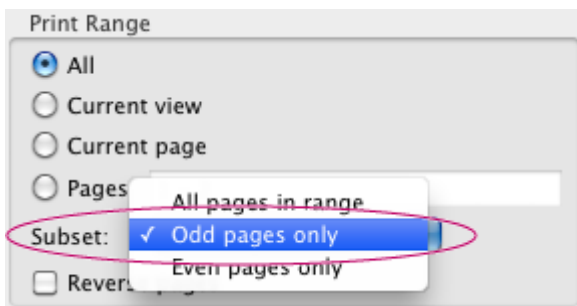 Print Range
All
Current view
Current page
Pages
All pages in range
Subset:
✓ Odd pages only
Even pages only
Reverse